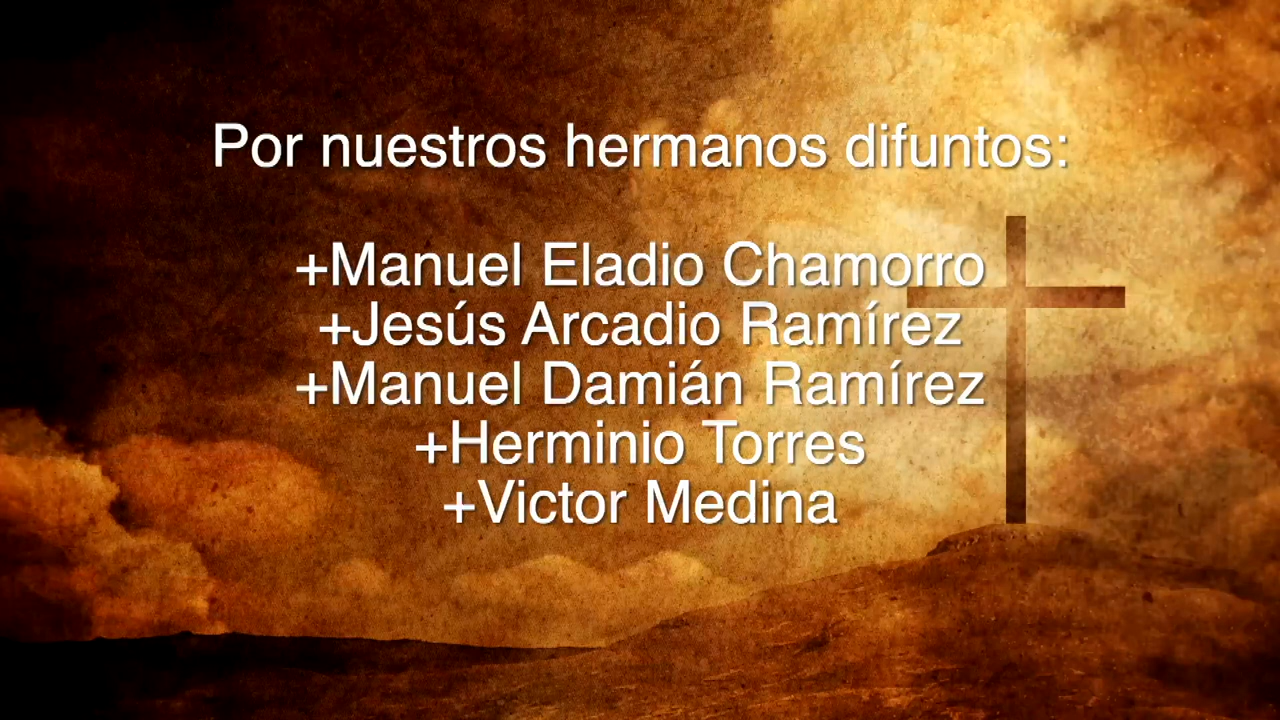 Por nuestros hermanos difuntos:
+Manuel Eladio Chamorro
+Jesús Arcadio Ramírez
+Manuel Damián Ramírez
+Herminio Torres
+Victor Medina